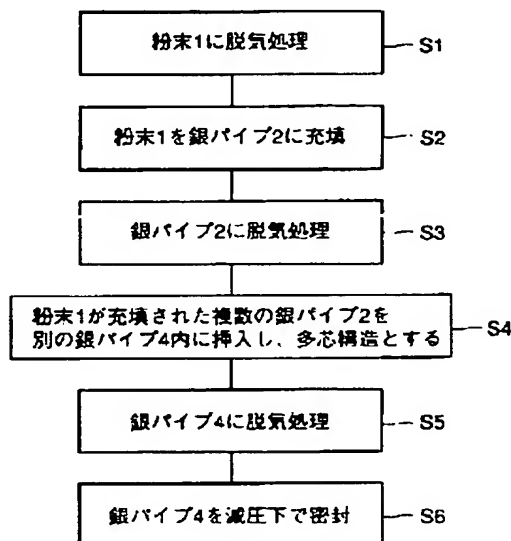 粉末1に脱気処理
S1
粉末1を銀パイプ2に充填
S2
銀パイプ2に脱気処理
S3
粉末1が充填された複数の銀パイプ2を
別の銀パイプ4内に挿入し、多芯構造とする
S4
銀パイプ4に脱気処理
S5
銀パイプ4を減圧下で密封
S6